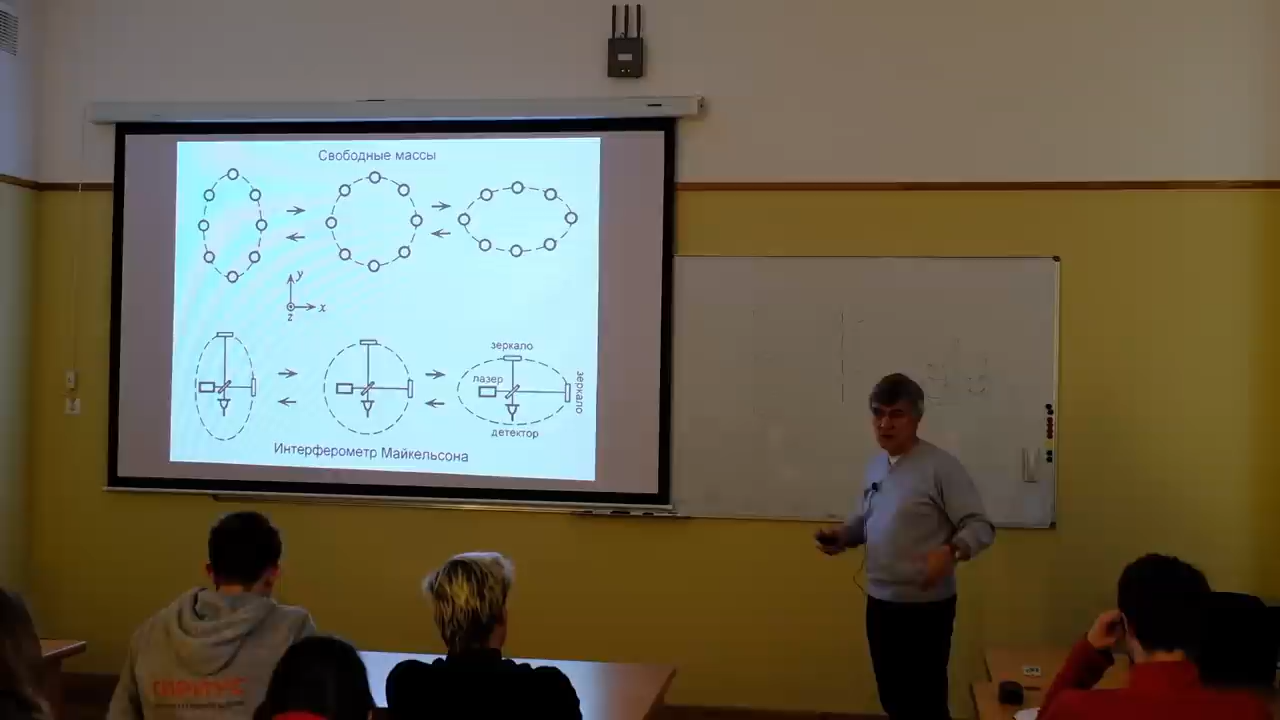 Свободные массы
y
x
z
зеркало
лазер
зеркало
детектор
Интерферометр Майкельсона